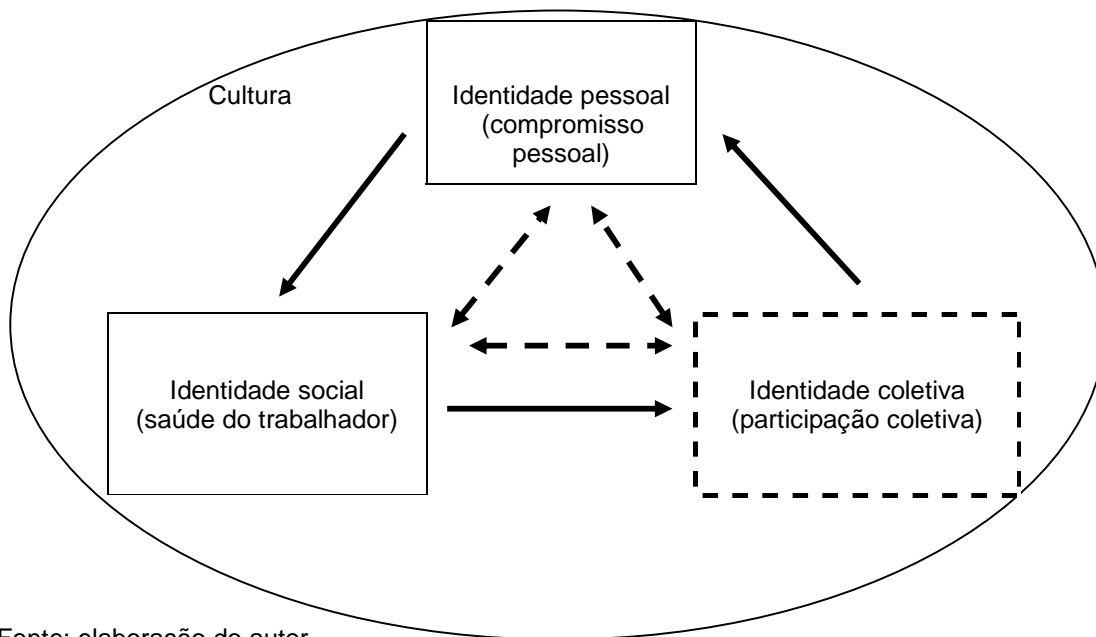 Cultura
Identidade pessoal
(compromisso
pessoal)
Identidade social
(saúde do trabalhador)
Identidade coletiva
(participação coletiva)
Fonte: elaboração do autor